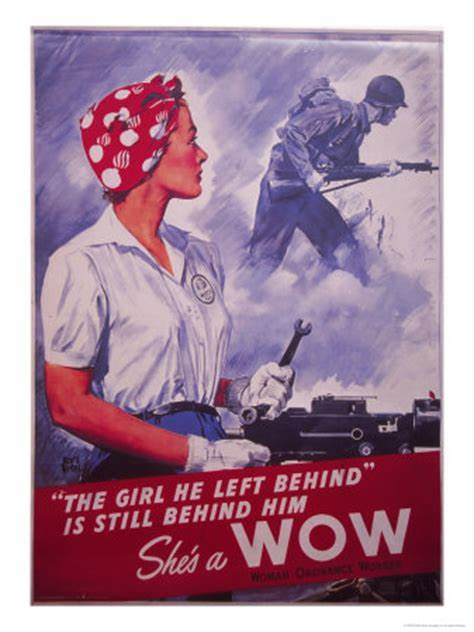 "THE GIRL HE LEFT BEHIND"
IS STILL BEHIND HIM
She's a WOW
WOMAN ORDNANCE WORKER